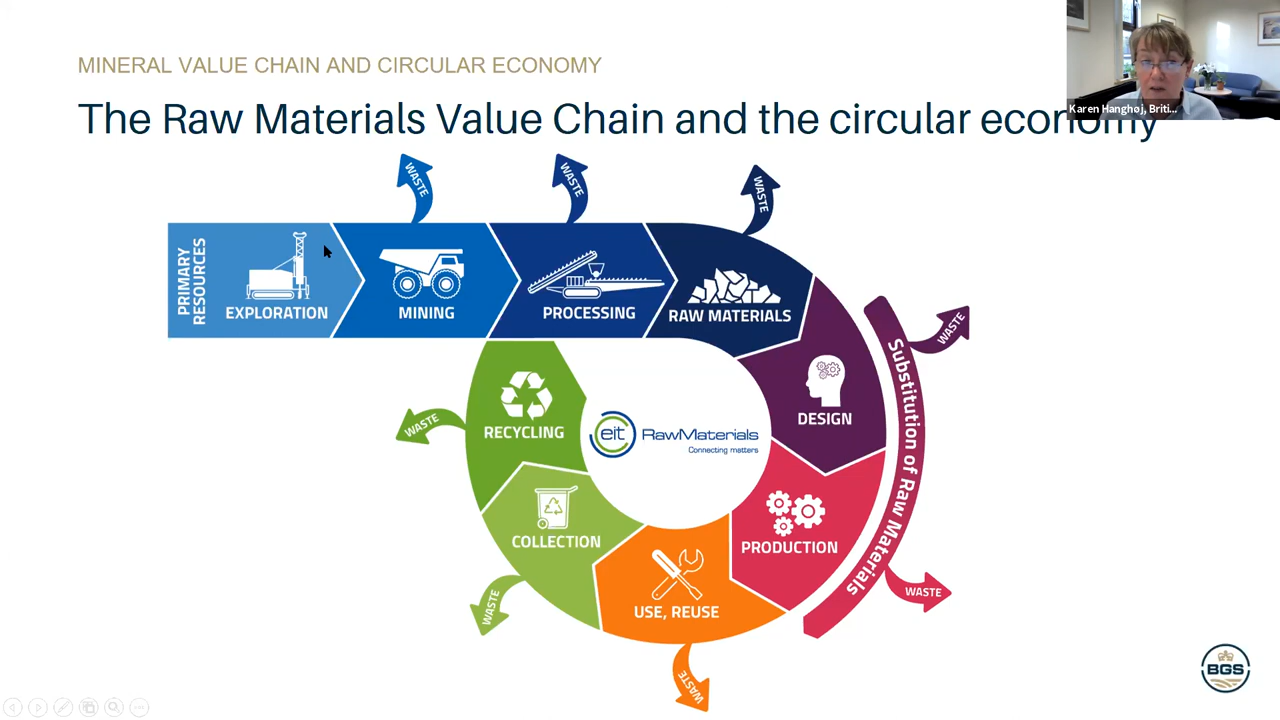 MINERAL VALUE CHAIN AND CIRCULAR ECONOMY
The Raw Materials Value Chain and the circular economy
Karen Hanghøj, Briti...
WASTE
WASTE
WASTE
PRIMARY
RESOURCES
EXPLORATION
MINING
PROCESSING
RAW MATERIALS
WASTE
Substitution of Raw Materials
DESIGN
RECYCLING
WASTE
eit RawMaterials
Connecting matters
COLLECTION
PRODUCTION
WASTE
WASTE
USE, REUSE
WASTE
BGS